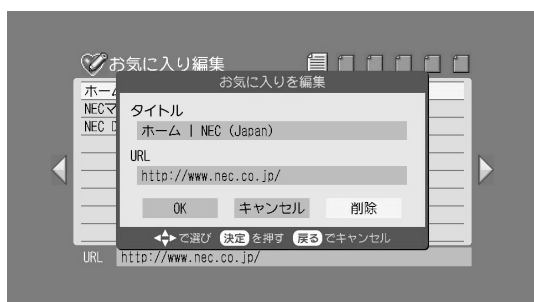 お気に入り編集
お気に入りを編集
ホーム
NECマ
NEC D
タイトル
ホーム | NEC (Japan)
URL
http://www.nec.co.jp/
OK キャンセル 削除
で選び 決定 を押す 戻る でキャンセル
URL http://www.nec.co.jp/